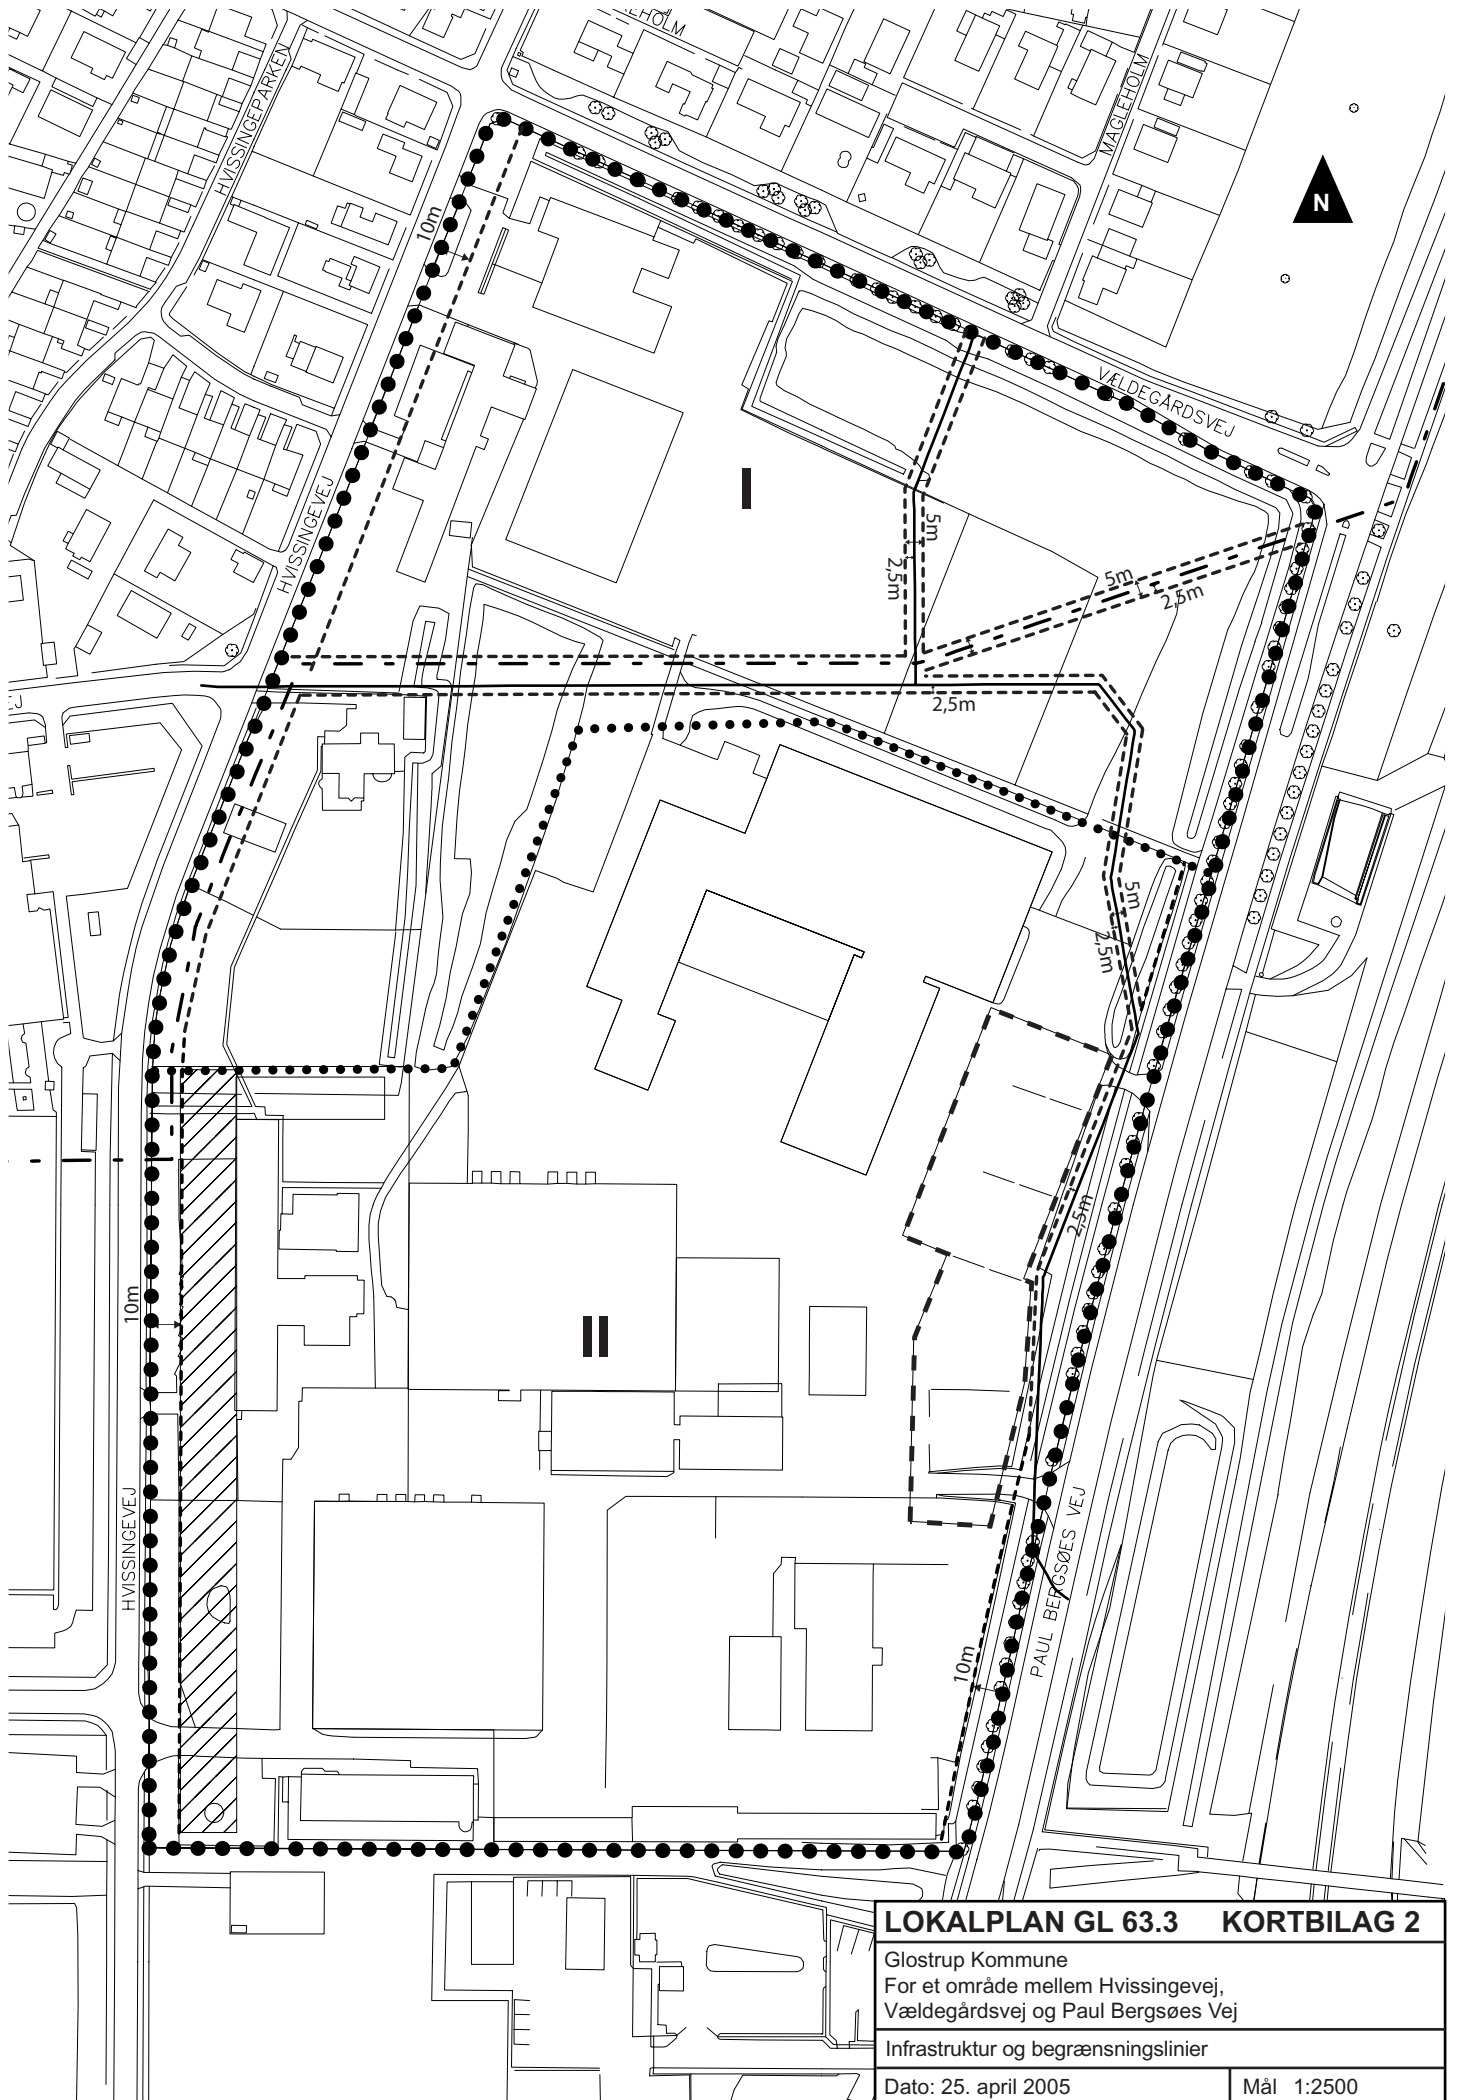 EHOLM
HVISSINGEPARKEN
MAGLEHOLM
N
10m
VÆLDEGÅRDSVEJ
I
HVISSINGEVEJ
5m
2,5m
5m
2,5m
EJ
2,5m
5m
2,5m
2,5m
10m
II
HVISSINGEVEJ
PAUL BERGSØES VEJ
10m
LOKALPLAN GL 63.3 KORTBILAG 2
Glostrup Kommune
For et område mellem Hvissingevej,
Vældegårdsvej og Paul Bergsøes Vej
Infrastruktur og begrænsningslinier
Dato: 25. april 2005 Mål 1:2500